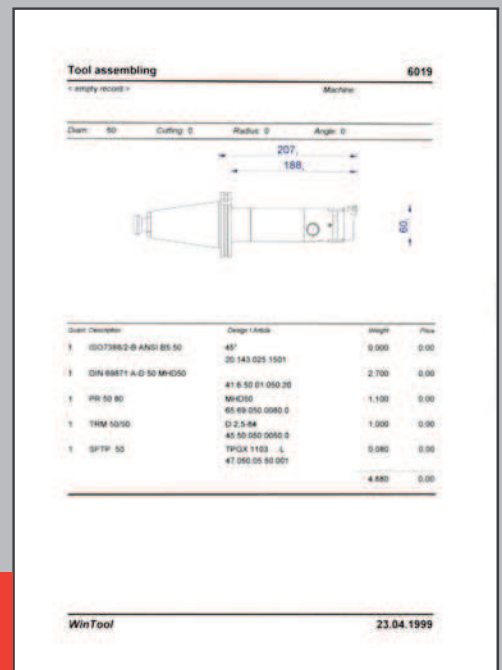 Tool assembling 6019
< empty record > Machine:
Diam: 60 Cutting: 0 Radius: 0 Angle: 0
207,
188,
60,
Quant Description Design / Article Weight Price
1 ISO7388/2-B ANSI B5.50 45° 0.000 0.00
20.143.025.1501
1 DIN 69871 A-D 50 MHD50 2.700 0.00
41.6.50.01.050.20
1 PR 50 80 MHD50 1.100 0.00
65.69.050.0080.0
1 TRM 50/50 D 2.5-84 1.000 0.00
45.50.050.0050.0
1 SFTP 50 TPGX 1103 ...L 0.080 0.00
47.050.05.50.001
4.880 0.00
WinTool 23.04.1999